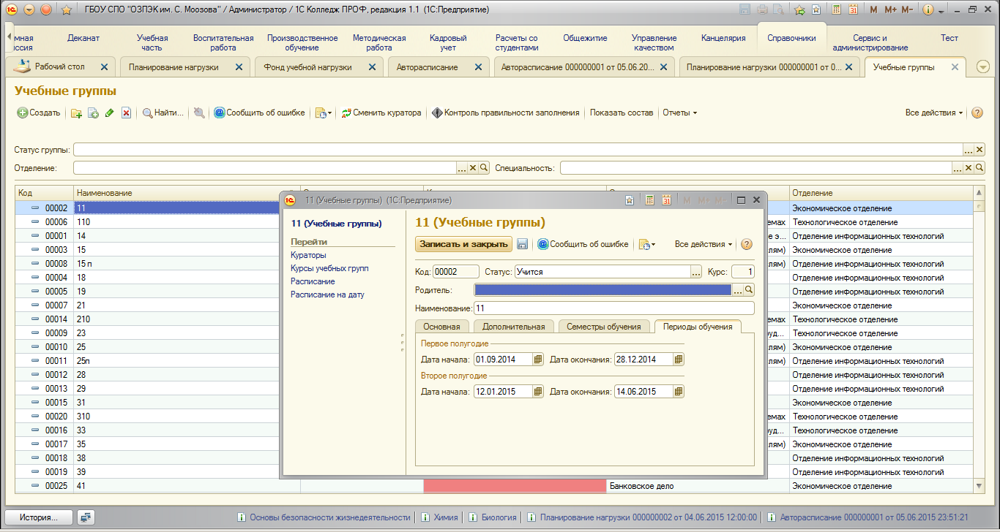 ГБОУ СПО "ОЗПЭК им. С. Моозова" / Администратор / 1С Колледж ПРОФ, редакция 1.1 (1С:Предприятие)
M M+ M-
мная
иссия
Деканат
Учебная
часть
Воспитательная
работа
Производственное
обучение
Методическая
работа
Кадровый
учет
Расчеты со
студентами
Общежитие
Управление
качеством
Канцелярия
Справочники
Сервис и
администрирование
Тест
Рабочий стол
Планирование нагрузки
Фонд учебной нагрузки
Авторасписание
Авторасписание 000000001 от 05.06.20...
Планирование нагрузки 000000001 от 0...
Учебные группы
Учебные группы
Создать Найти... Сообщить об ошибке Сменить куратора Контроль правильности заполнения Показать состав Отчеты Все действия
Статус группы:
Отделение: Специальность:
Код Наименование Отделение
00002 11 Экономическое отделение
00006 110 емах Технологическое отделение
00001 14 е э... Отделение информационных технологий
00003 15 лям) Экономическое отделение
00008 15 п лям) Отделение информационных технологий
00004 18 Отделение информационных технологий
00005 19 Отделение информационных технологий
00007 21 Экономическое отделение
00014 210 емах Технологическое отделение
00009 23 уд... Технологическое отделение
00010 25 лям) Экономическое отделение
00011 25п лям) Отделение информационных технологий
00012 28 Отделение информационных технологий
00013 29 Отделение информационных технологий
00015 31 Экономическое отделение
00020 310 емах Технологическое отделение
00016 33 уд... Технологическое отделение
00017 35 лям) Экономическое отделение
00018 38 Отделение информационных технологий
00019 39 Отделение информационных технологий
00025 41 Банковское дело Экономическое отделение
11 (Учебные группы) (1С:Предприятие)
M M+ M-
11 (Учебные группы)
Перейти
Кураторы
Курсы учебных групп
Расписание
Расписание на дату
11 (Учебные группы)
Записать и закрыть Сообщить об ошибке Все действия
Код: 00002 Статус: Учится Курс: 1
Родитель:
Наименование: 11
Основная Дополнительная Семестры обучения Периоды обучения
Первое полугодие
Дата начала: 01.09.2014 Дата окончания: 28.12.2014
Второе полугодие
Дата начала: 12.01.2015 Дата окончания: 14.06.2015
История... Основы безопасности жизнедеятельности Химия Биология Планирование нагрузки 000000002 от 04.06.2015 12:00:00 Авторасписание 000000001 от 05.06.2015 23:51:21